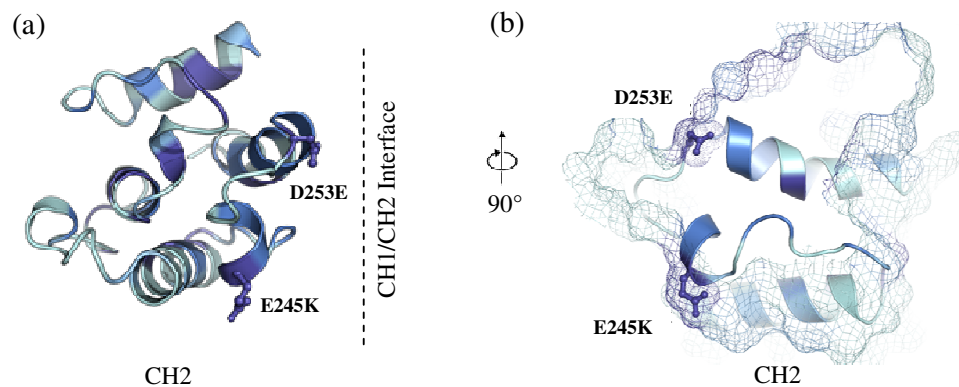 (a)
D253E
E245K
CH1/CH2 Interface
CH2
90°
(b)
D253E
E245K
CH2